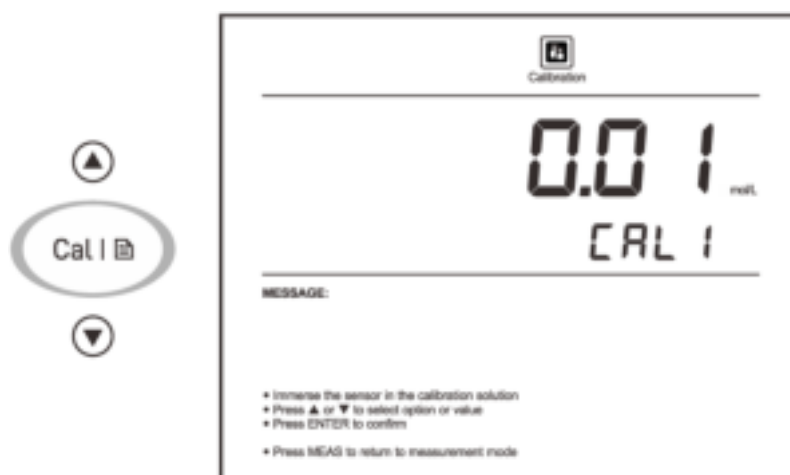 Calibration
0.01 mol/L
CAL 1
Cal |
MESSAGE:
• Immerse the sensor in the calibration solution
• Press ▲ or ▼ to select option or value
• Press ENTER to confirm
• Press MEAS to return to measurement mode